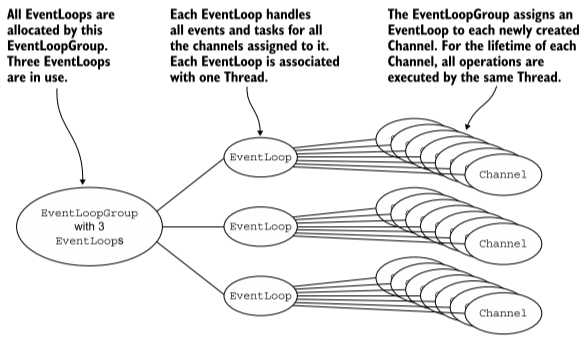 All EventLoops are
allocated by this
EventLoopGroup.
Three EventLoops
are in use.
Each EventLoop handles
all events and tasks for all
the channels assigned to it.
Each EventLoop is associated
with one Thread.
The EventLoopGroup assigns an
EventLoop to each newly created
Channel. For the lifetime of each
Channel, all operations are
executed by the same Thread.
EventLoopGroup
with 3
EventLoops
EventLoop
Channel
EventLoop
Channel
EventLoop
Channel